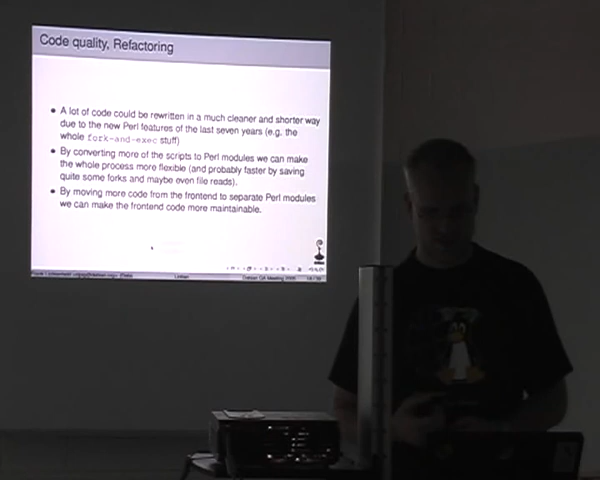 Code quality, Refactoring
• A lot of code could be rewritten in a much cleaner and shorter way
due to the new Perl features of the last seven years (e.g. the
whole fork-and-exec stuff)
• By converting more of the scripts to Perl modules we can make
the whole process more flexible (and probably faster by saving
quite some forks and maybe even file reads).
• By moving more code from the frontend to separate Perl modules
we can make the frontend code more maintainable.
Debian QA Meeting 2005